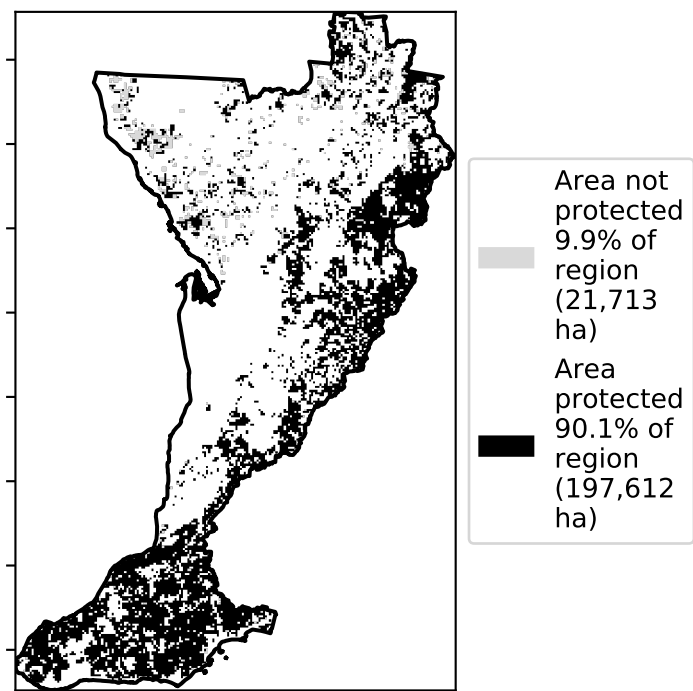 Area not
protected
9.9% of
region
(21,713
ha)
Area
protected
90.1% of
region
(197,612
ha)